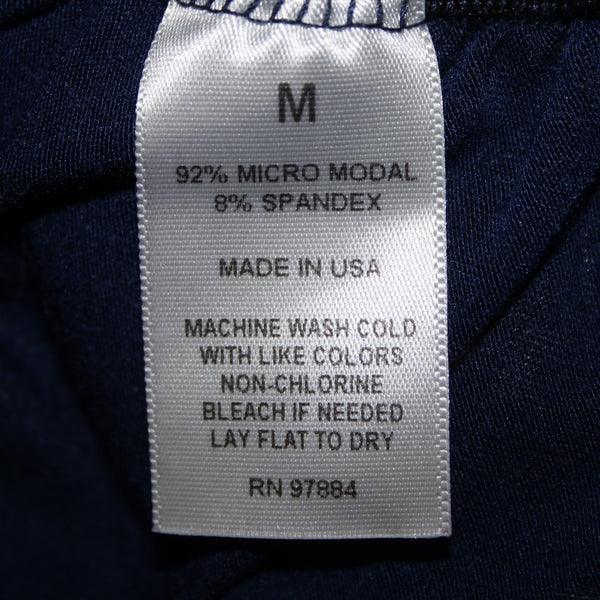 M
92% MICRO MODAL
8% SPANDEX
MADE IN USA
MACHINE WASH COLD
WITH LIKE COLORS
NON-CHLORINE
BLEACH IF NEEDED
LAY FLAT TO DRY
RN 97884